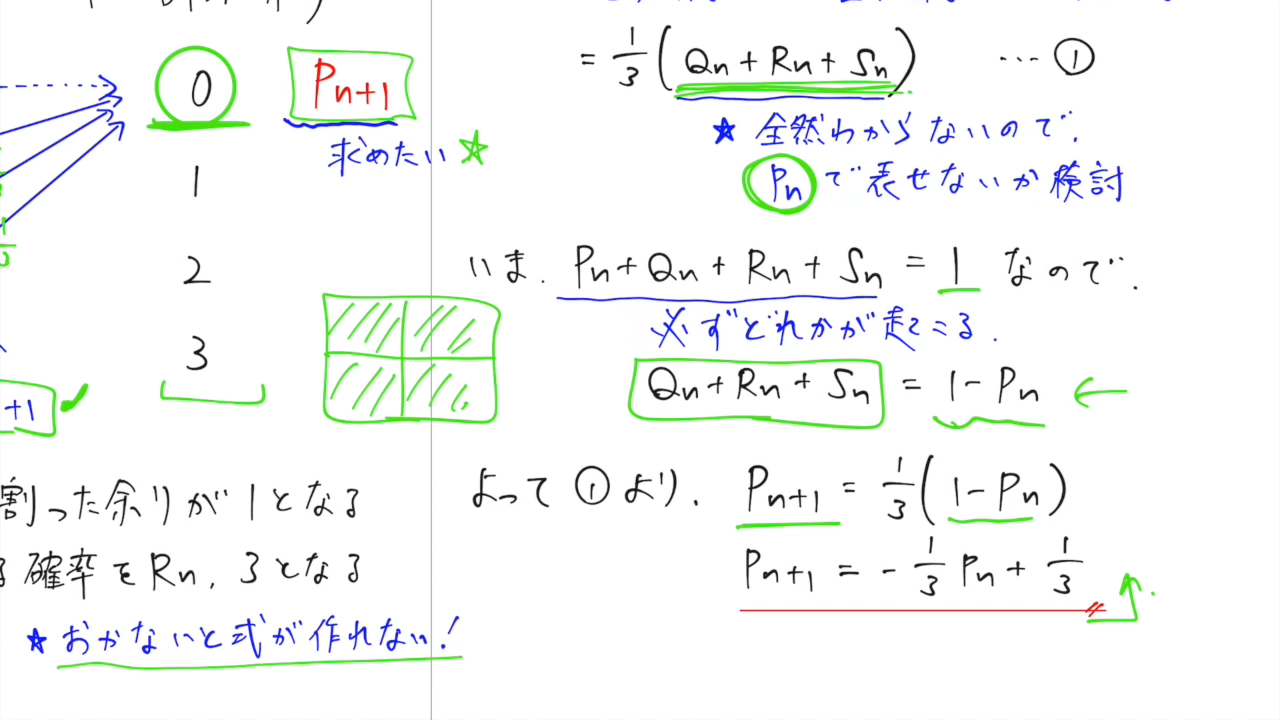 0 Pn+1
求めたい ☆
1
2
3
+1
割った余りが1となる
確率をRn, 3となる
★ おかないと式が作れない!
= 1/3 (Qn + Rn + Sn) … ①
★ 全然わからないので、
Pn で表せないか検討
いま、Pn + Qn + Rn + Sn = 1 なので、
必ずどれかが起こる.
Qn + Rn + Sn = 1 - Pn ←
よって ① より, Pn+1 = 1/3 (1 - Pn)
Pn+1 = - 1/3 Pn + 1/3